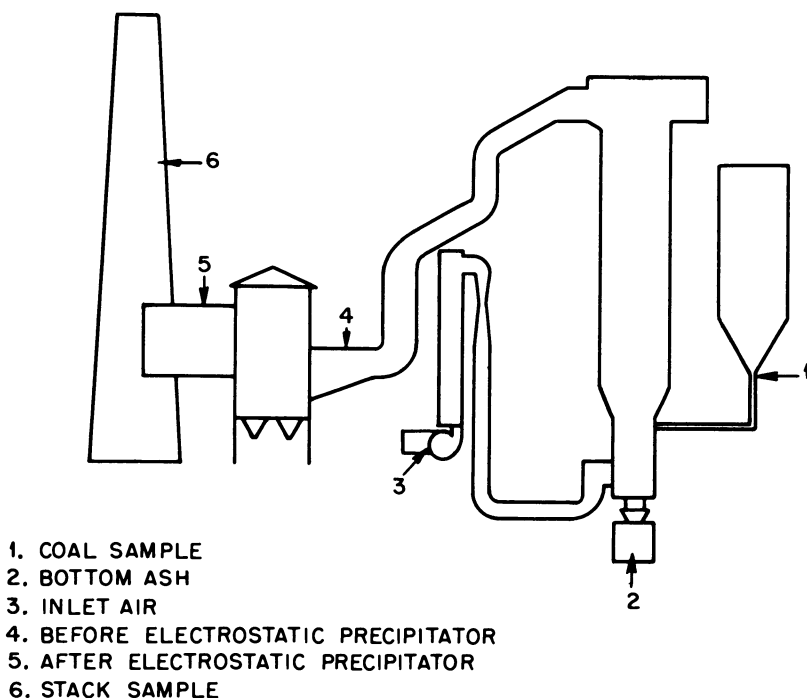 6
5
4
1
3
2
1. COAL SAMPLE
2. BOTTOM ASH
3. INLET AIR
4. BEFORE ELECTROSTATIC PRECIPITATOR
5. AFTER ELECTROSTATIC PRECIPITATOR
6. STACK SAMPLE